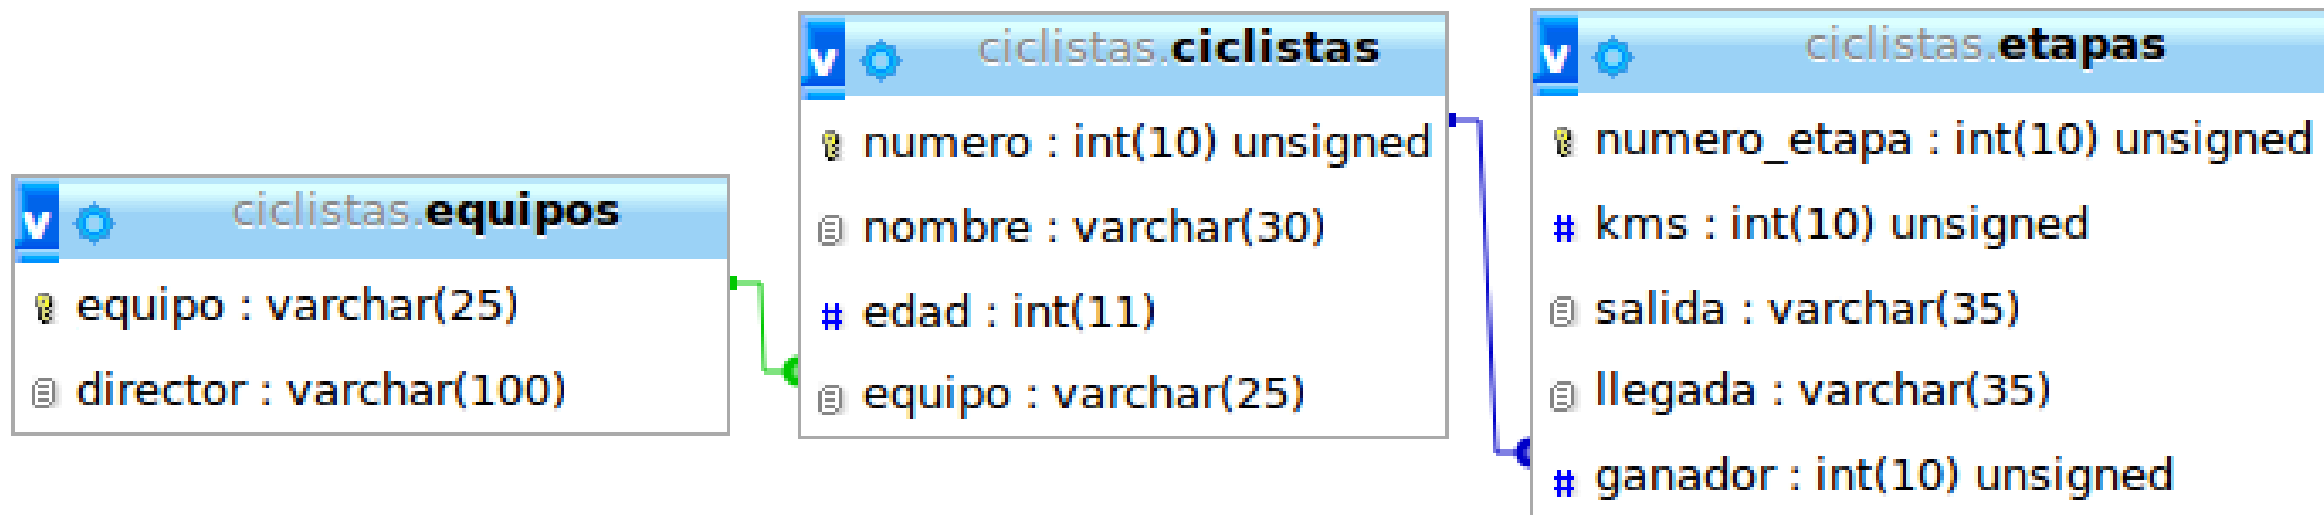 ciclistas.equipos
equipo : varchar(25)
director : varchar(100)
ciclistas.ciclistas
numero : int(10) unsigned
nombre : varchar(30)
# edad : int(11)
equipo : varchar(25)
ciclistas.etapas
numero_etapa : int(10) unsigned
# kms : int(10) unsigned
salida : varchar(35)
llegada : varchar(35)
# ganador : int(10) unsigned